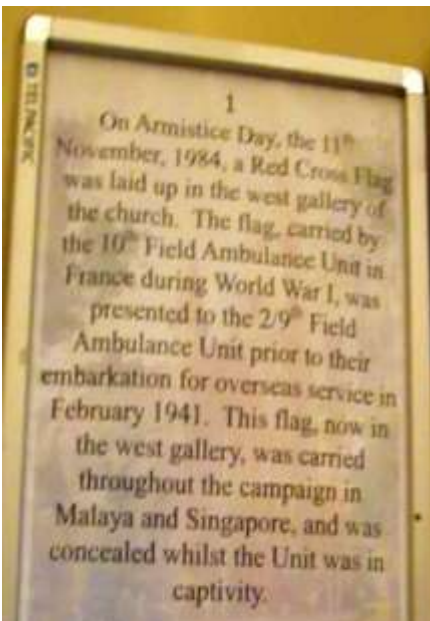 TELPACIFIC
1
On Armistice Day, the 11th
November, 1984, a Red Cross Flag
was laid up in the west gallery of
the church. The flag, carried by
the 10th Field Ambulance Unit in
France during World War I, was
presented to the 2/9th Field
Ambulance Unit prior to their
embarkation for overseas service in
February 1941. This flag, now in
the west gallery, was carried
throughout the campaign in
Malaya and Singapore, and was
concealed whilst the Unit was in
captivity.